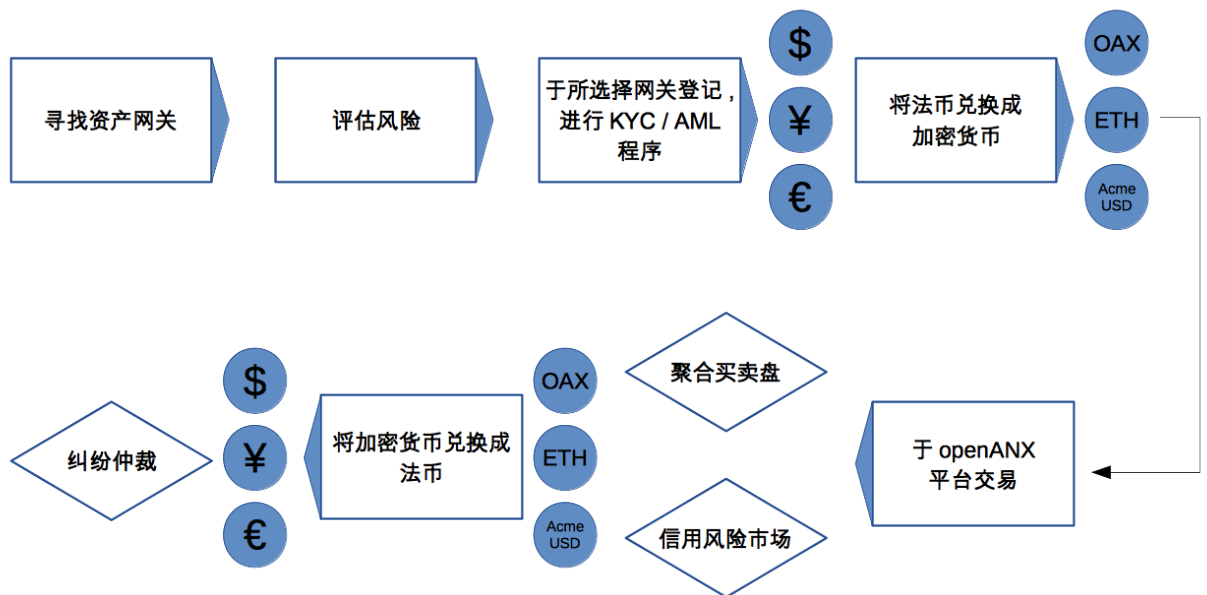 寻找资产网关
评估风险
于所选择网关登记，
进行 KYC / AML
程序
$
¥
€
将法币兑换成
加密货币
OAX
ETH
Acme
USD
于 openANX
平台交易
聚合买卖盘
信用风险市场
OAX
ETH
Acme
USD
将加密货币兑换成
法币
$
¥
€
纠纷仲裁